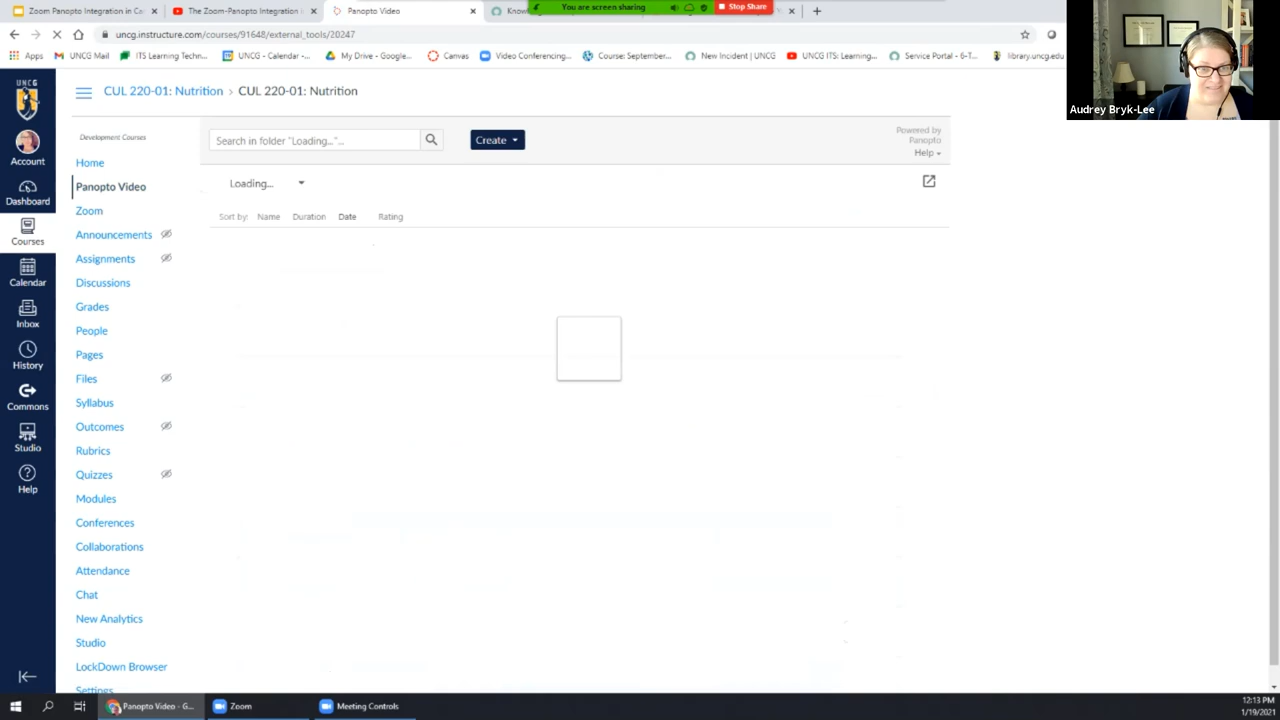 Zoom Panopto Integration in Ca
The Zoom-Panopto Integration in
Panopto Video
Know
You are screen sharing
Stop Share
uncg.instructure.com/courses/91648/external_tools/20247
Apps
UNCG Mail
ITS Learning Techn...
UNCG - Calendar -...
My Drive - Google...
Canvas
Video Conferencing...
Course: September...
New Incident | UNCG
UNCG ITS: Learning...
Service Portal - 6-T...
library.uncg.edu
Audrey Bryk-Lee
UNCG
Account
Dashboard
Courses
Calendar
Inbox
History
Commons
Studio
Help
CUL 220-01: Nutrition › CUL 220-01: Nutrition
Development Courses
Home
Panopto Video
Zoom
Announcements
Assignments
Discussions
Grades
People
Pages
Files
Syllabus
Outcomes
Rubrics
Quizzes
Modules
Conferences
Collaborations
Attendance
Chat
New Analytics
Studio
LockDown Browser
Settings
Search in folder "Loading..."...
Create
Powered by
Panopto
Help
Loading...
Sort by: Name Duration Date Rating
Panopto Video - G...
Zoom
Meeting Controls
12:13 PM
1/19/2021